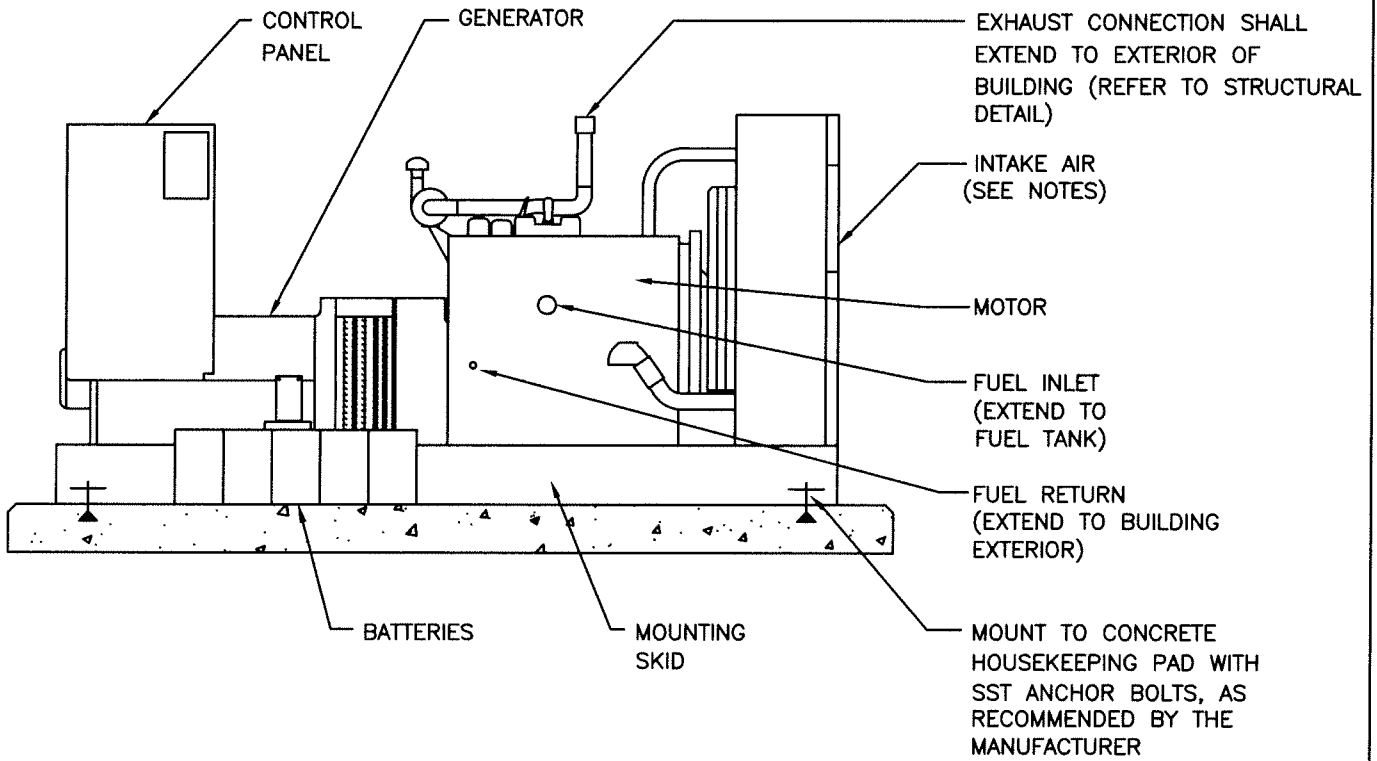 CONTROL
PANEL
GENERATOR
EXHAUST CONNECTION SHALL
EXTEND TO EXTERIOR OF
BUILDING (REFER TO STRUCTURAL
DETAIL)
INTAKE AIR
(SEE NOTES)
MOTOR
FUEL INLET
(EXTEND TO
FUEL TANK)
FUEL RETURN
(EXTEND TO BUILDING
EXTERIOR)
BATTERIES
MOUNTING
SKID
MOUNT TO CONCRETE
HOUSEKEEPING PAD WITH
SST ANCHOR BOLTS, AS
RECOMMENDED BY THE
MANUFACTURER